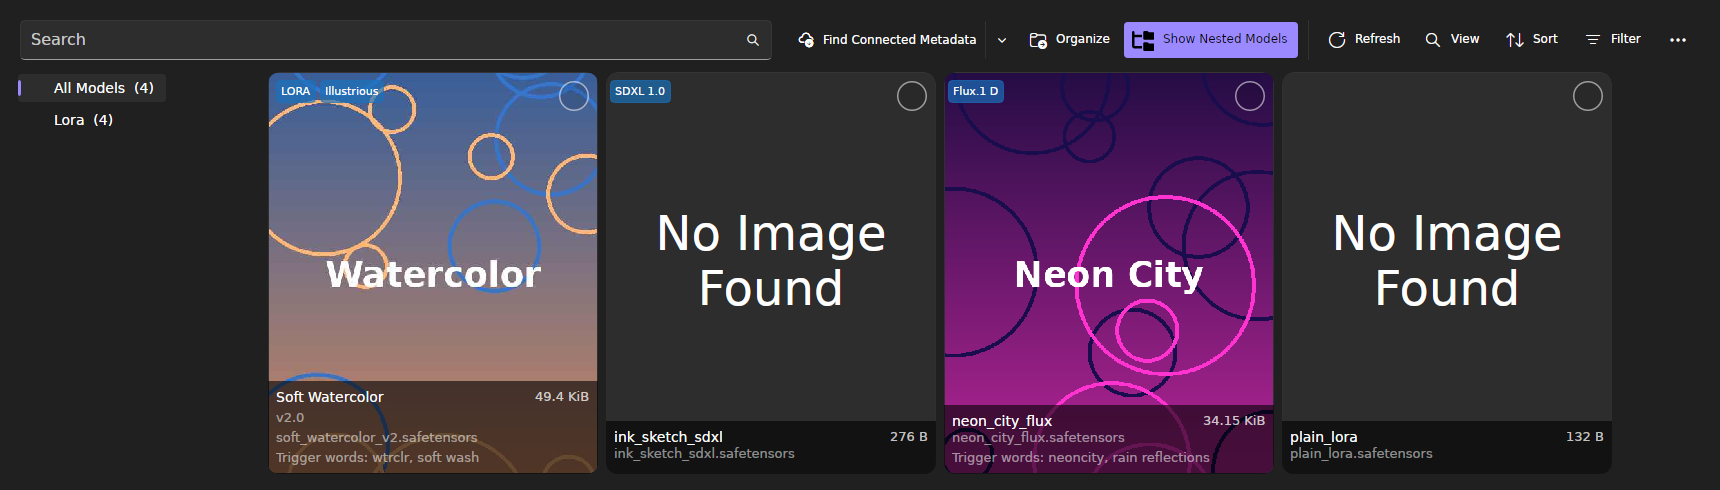 Search
Find Connected Metadata
Organize
Show Nested Models
Refresh
View
Sort
Filter
All Models (4)
Lora (4)
LORA Illustrious
Watercolor
Soft Watercolor 49.4 KiB
v2.0
soft_watercolor_v2.safetensors
Trigger words: wtrclr, soft wash
SDXL 1.0
No Image
Found
ink_sketch_sdxl 276 B
ink_sketch_sdxl.safetensors
Flux.1 D
Neon City
neon_city_flux 34.15 KiB
neon_city_flux.safetensors
Trigger words: neoncity, rain reflections
No Image
Found
plain_lora 132 B
plain_lora.safetensors